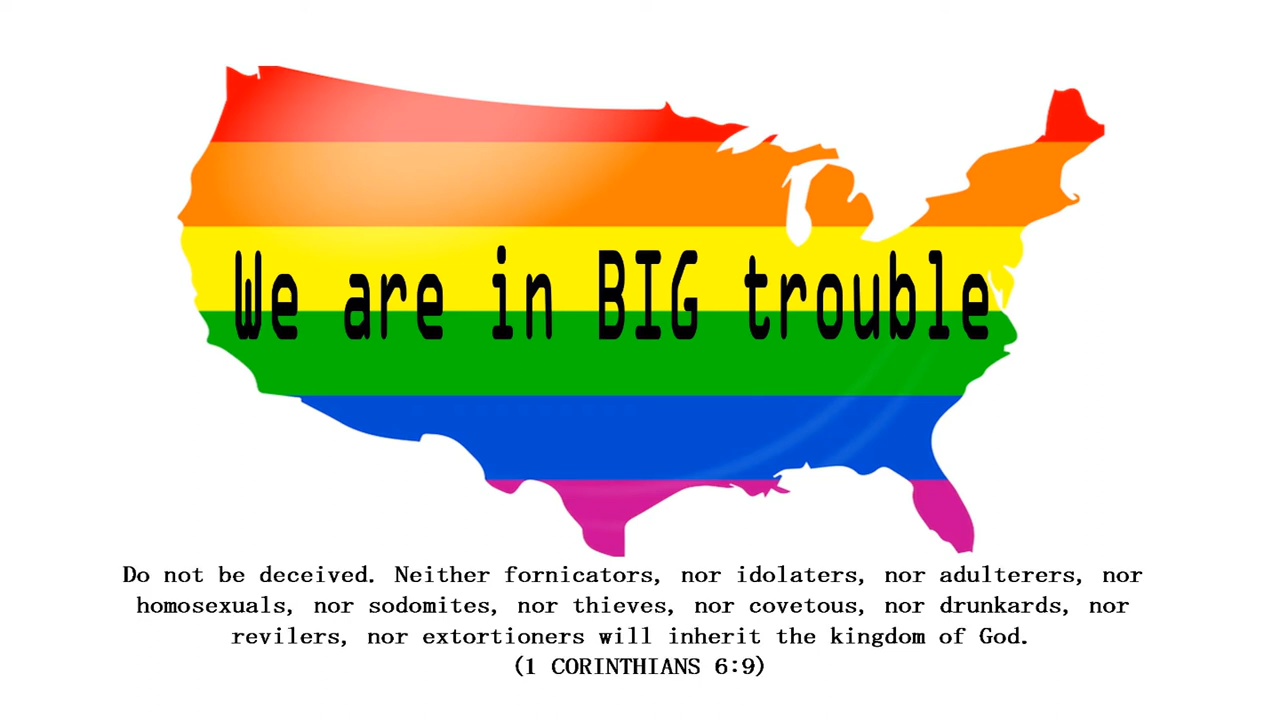 We are in BIG trouble
Do not be deceived. Neither fornicators, nor idolaters, nor adulterers, nor
homosexuals, nor sodomites, nor thieves, nor covetous, nor drunkards, nor
revilers, nor extortioners will inherit the kingdom of God.
(1 CORINTHIANS 6:9)